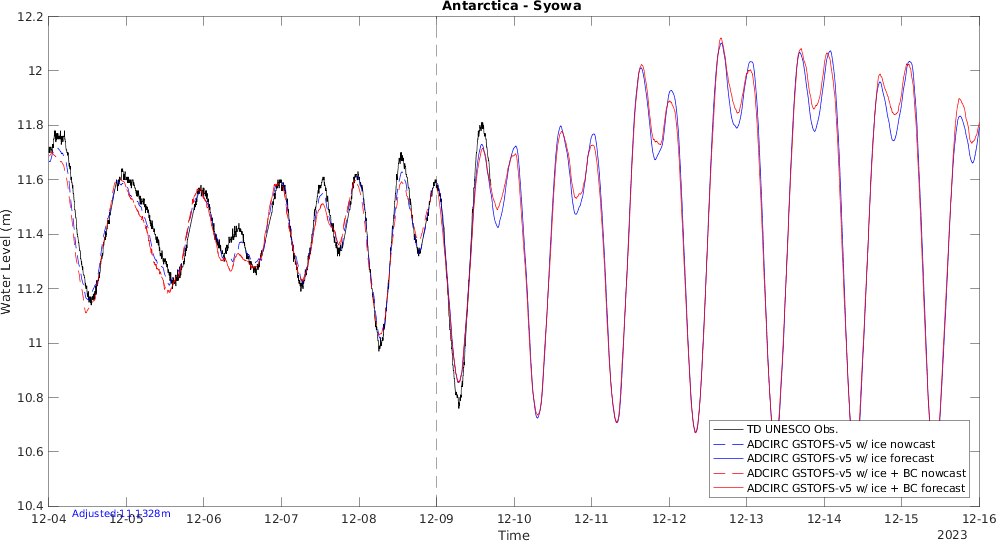 Antarctica - Syowa
12.2
12
11.8
11.6
11.4
11.2
11
10.8
10.6
10.4
Water Level (m)
TD UNESCO Obs.
ADCIRC GSTOFS-v5 w/ ice nowcast
ADCIRC GSTOFS-v5 w/ ice forecast
ADCIRC GSTOFS-v5 w/ ice + BC nowcast
ADCIRC GSTOFS-v5 w/ ice + BC forecast
Adjusted:11.1328m
12-04 12-05 12-06 12-07 12-08 12-09 12-10 12-11 12-12 12-13 12-14 12-15 12-16
Time
2023